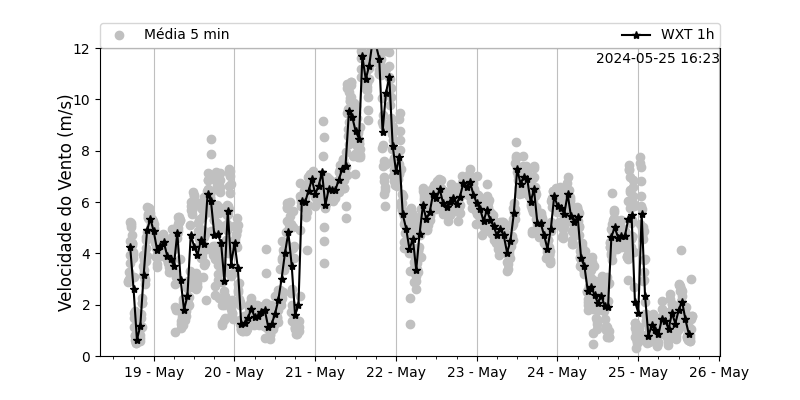 Média 5 min
WXT 1h
2024-05-25 16:23
Velocidade do Vento (m/s)
12
10
8
6
4
2
0
19 - May
20 - May
21 - May
22 - May
23 - May
24 - May
25 - May
26 - May